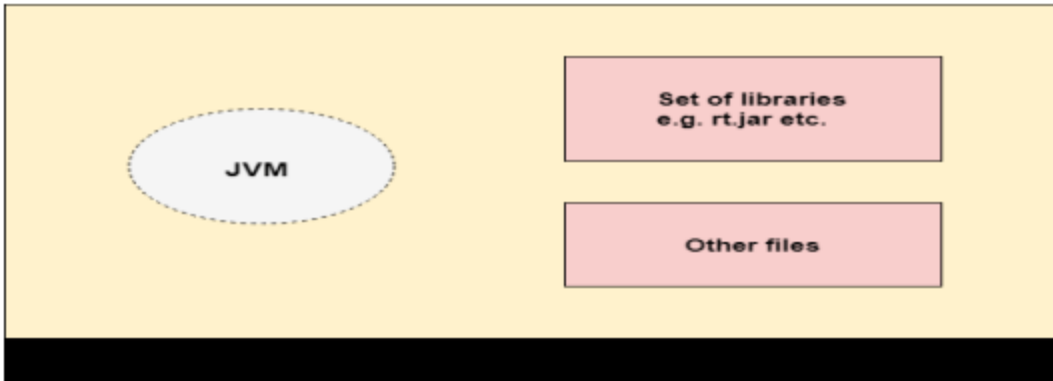 JVM
Set of libraries
e.g. rt.jar etc.
Other files